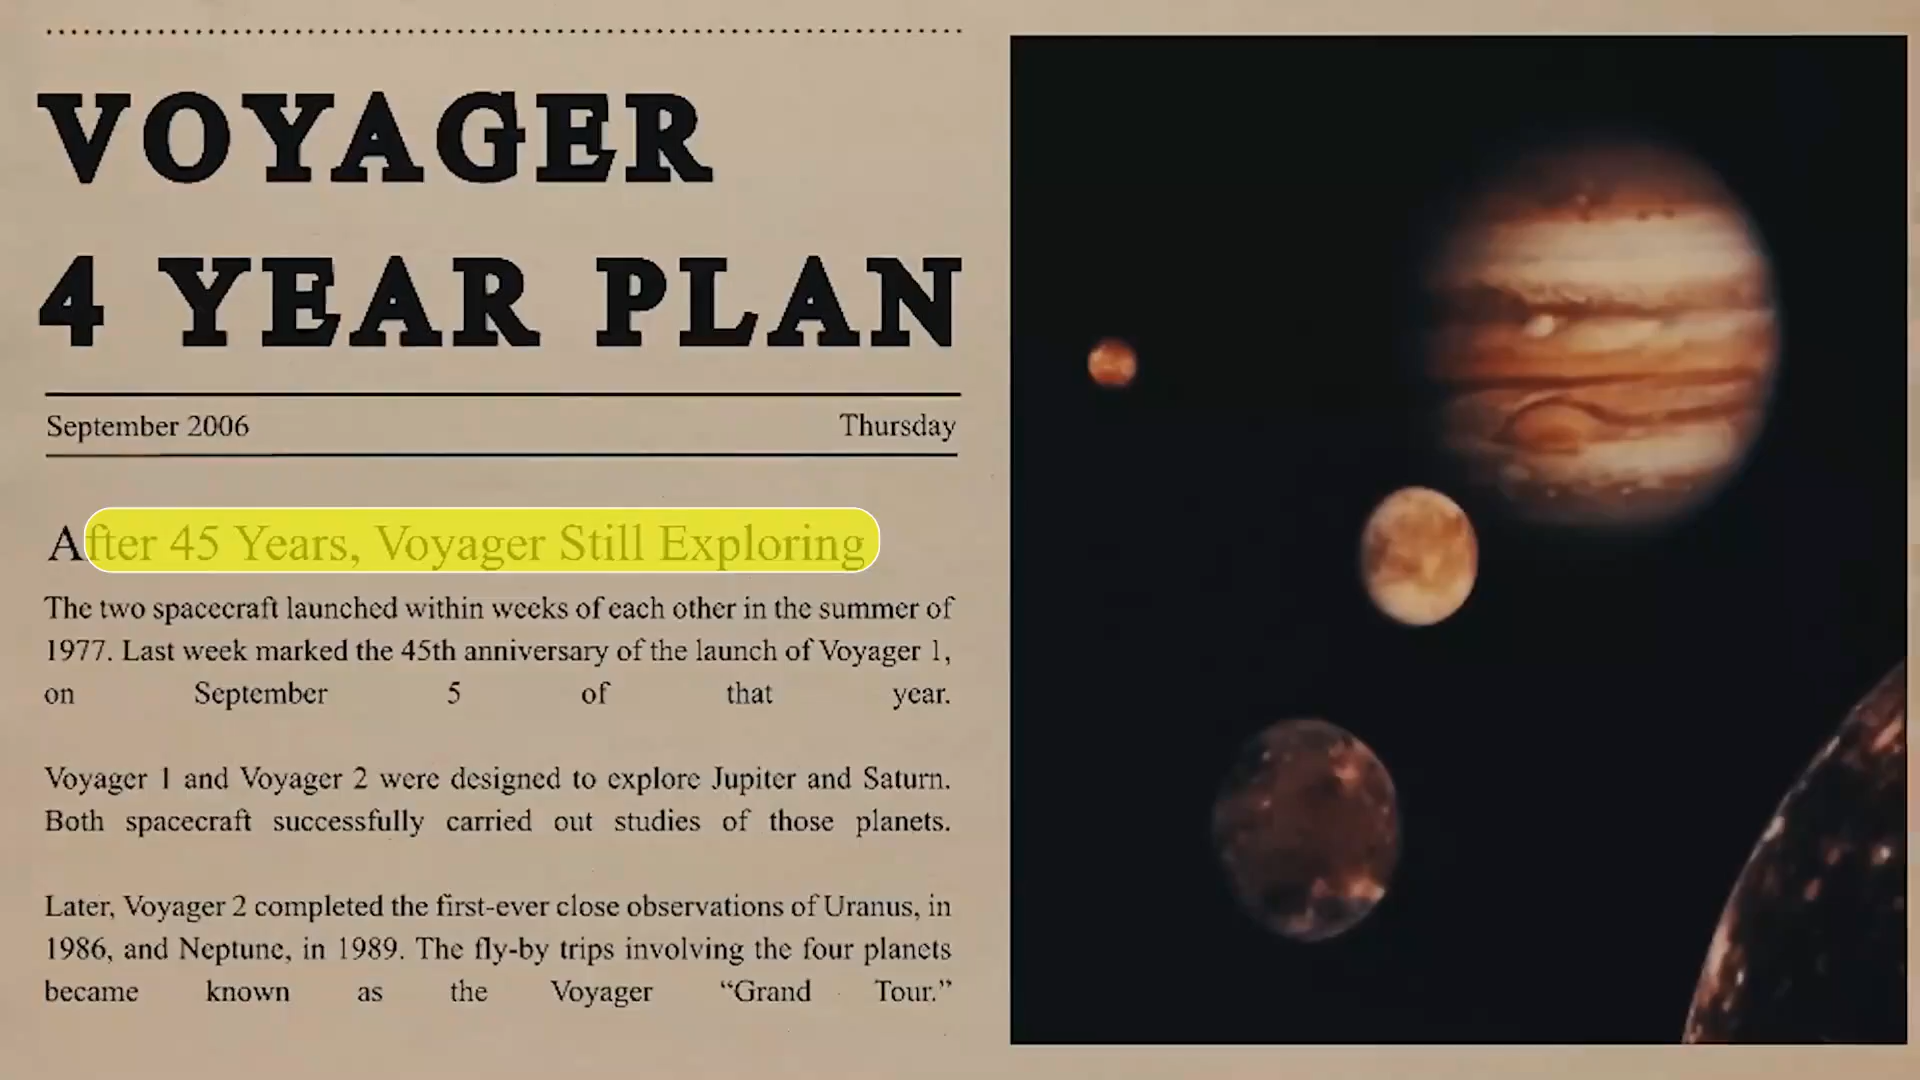 VOYAGER
4 YEAR PLAN
September 2006 Thursday
After 45 Years, Voyager Still Exploring
The two spacecraft launched within weeks of each other in the summer of
1977. Last week marked the 45th anniversary of the launch of Voyager 1,
on September 5 of that year.
Voyager 1 and Voyager 2 were designed to explore Jupiter and Saturn.
Both spacecraft successfully carried out studies of those planets.
Later, Voyager 2 completed the first-ever close observations of Uranus, in
1986, and Neptune, in 1989. The fly-by trips involving the four planets
became known as the Voyager “Grand Tour.”